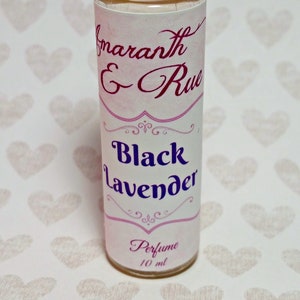 Amaranth
& Rue
Black
Lavender
Perfume
10 ml